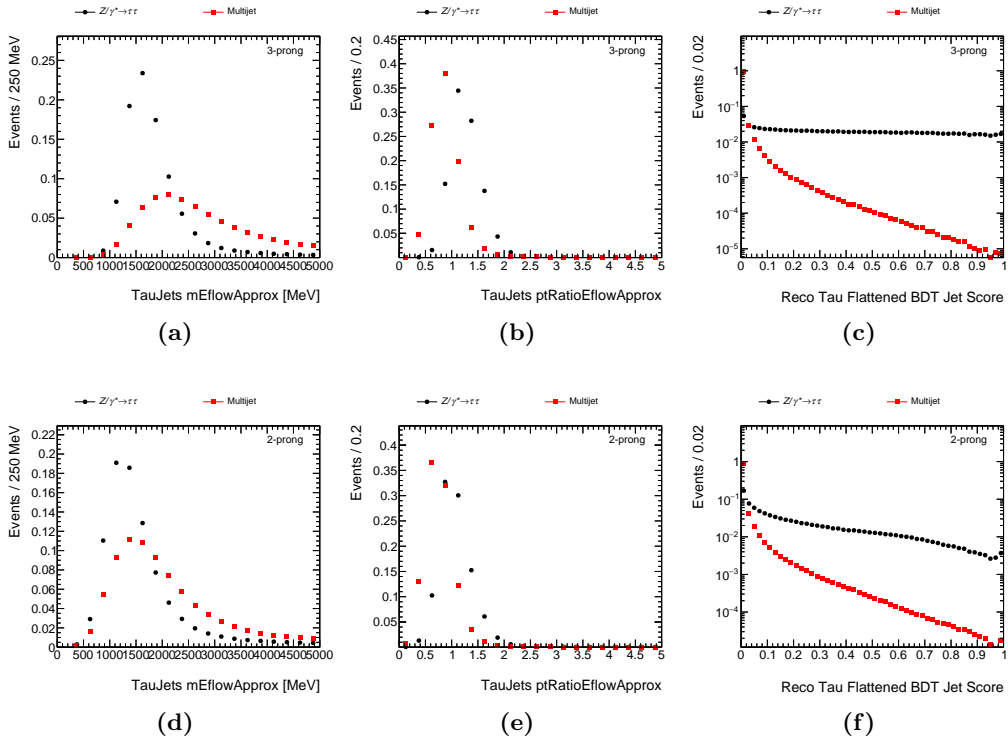 Z/γ*→ττ Multijet
3-prong
Events / 250 MeV
0.25
0.2
0.15
0.1
0.05
0
0 500 1000 1500 2000 2500 3000 3500 4000 4500 5000
TauJets mEflowApprox [MeV]
(a)
Z/γ*→ττ Multijet
3-prong
Events / 0.2
0.45
0.4
0.35
0.3
0.25
0.2
0.15
0.1
0.05
0 0.5 1 1.5 2 2.5 3 3.5 4 4.5 5
TauJets ptRatioEflowApprox
(b)
Z/γ*→ττ Multijet
3-prong
Events / 0.02
1
10⁻¹
10⁻²
10⁻³
10⁻⁴
10⁻⁵
0 0.1 0.2 0.3 0.4 0.5 0.6 0.7 0.8 0.9 1
Reco Tau Flattened BDT Jet Score
(c)
Z/γ*→ττ Multijet
2-prong
Events / 250 MeV
0.22
0.2
0.18
0.16
0.14
0.12
0.1
0.08
0.06
0.04
0.02
0
0 500 1000 1500 2000 2500 3000 3500 4000 4500 5000
TauJets mEflowApprox [MeV]
(d)
Z/γ*→ττ Multijet
2-prong
Events / 0.2
0.4
0.35
0.3
0.25
0.2
0.15
0.1
0.05
0 0.5 1 1.5 2 2.5 3 3.5 4 4.5 5
TauJets ptRatioEflowApprox
(e)
Z/γ*→ττ Multijet
2-prong
Events / 0.02
1
10⁻¹
10⁻²
10⁻³
10⁻⁴
0 0.1 0.2 0.3 0.4 0.5 0.6 0.7 0.8 0.9 1
Reco Tau Flattened BDT Jet Score
(f)